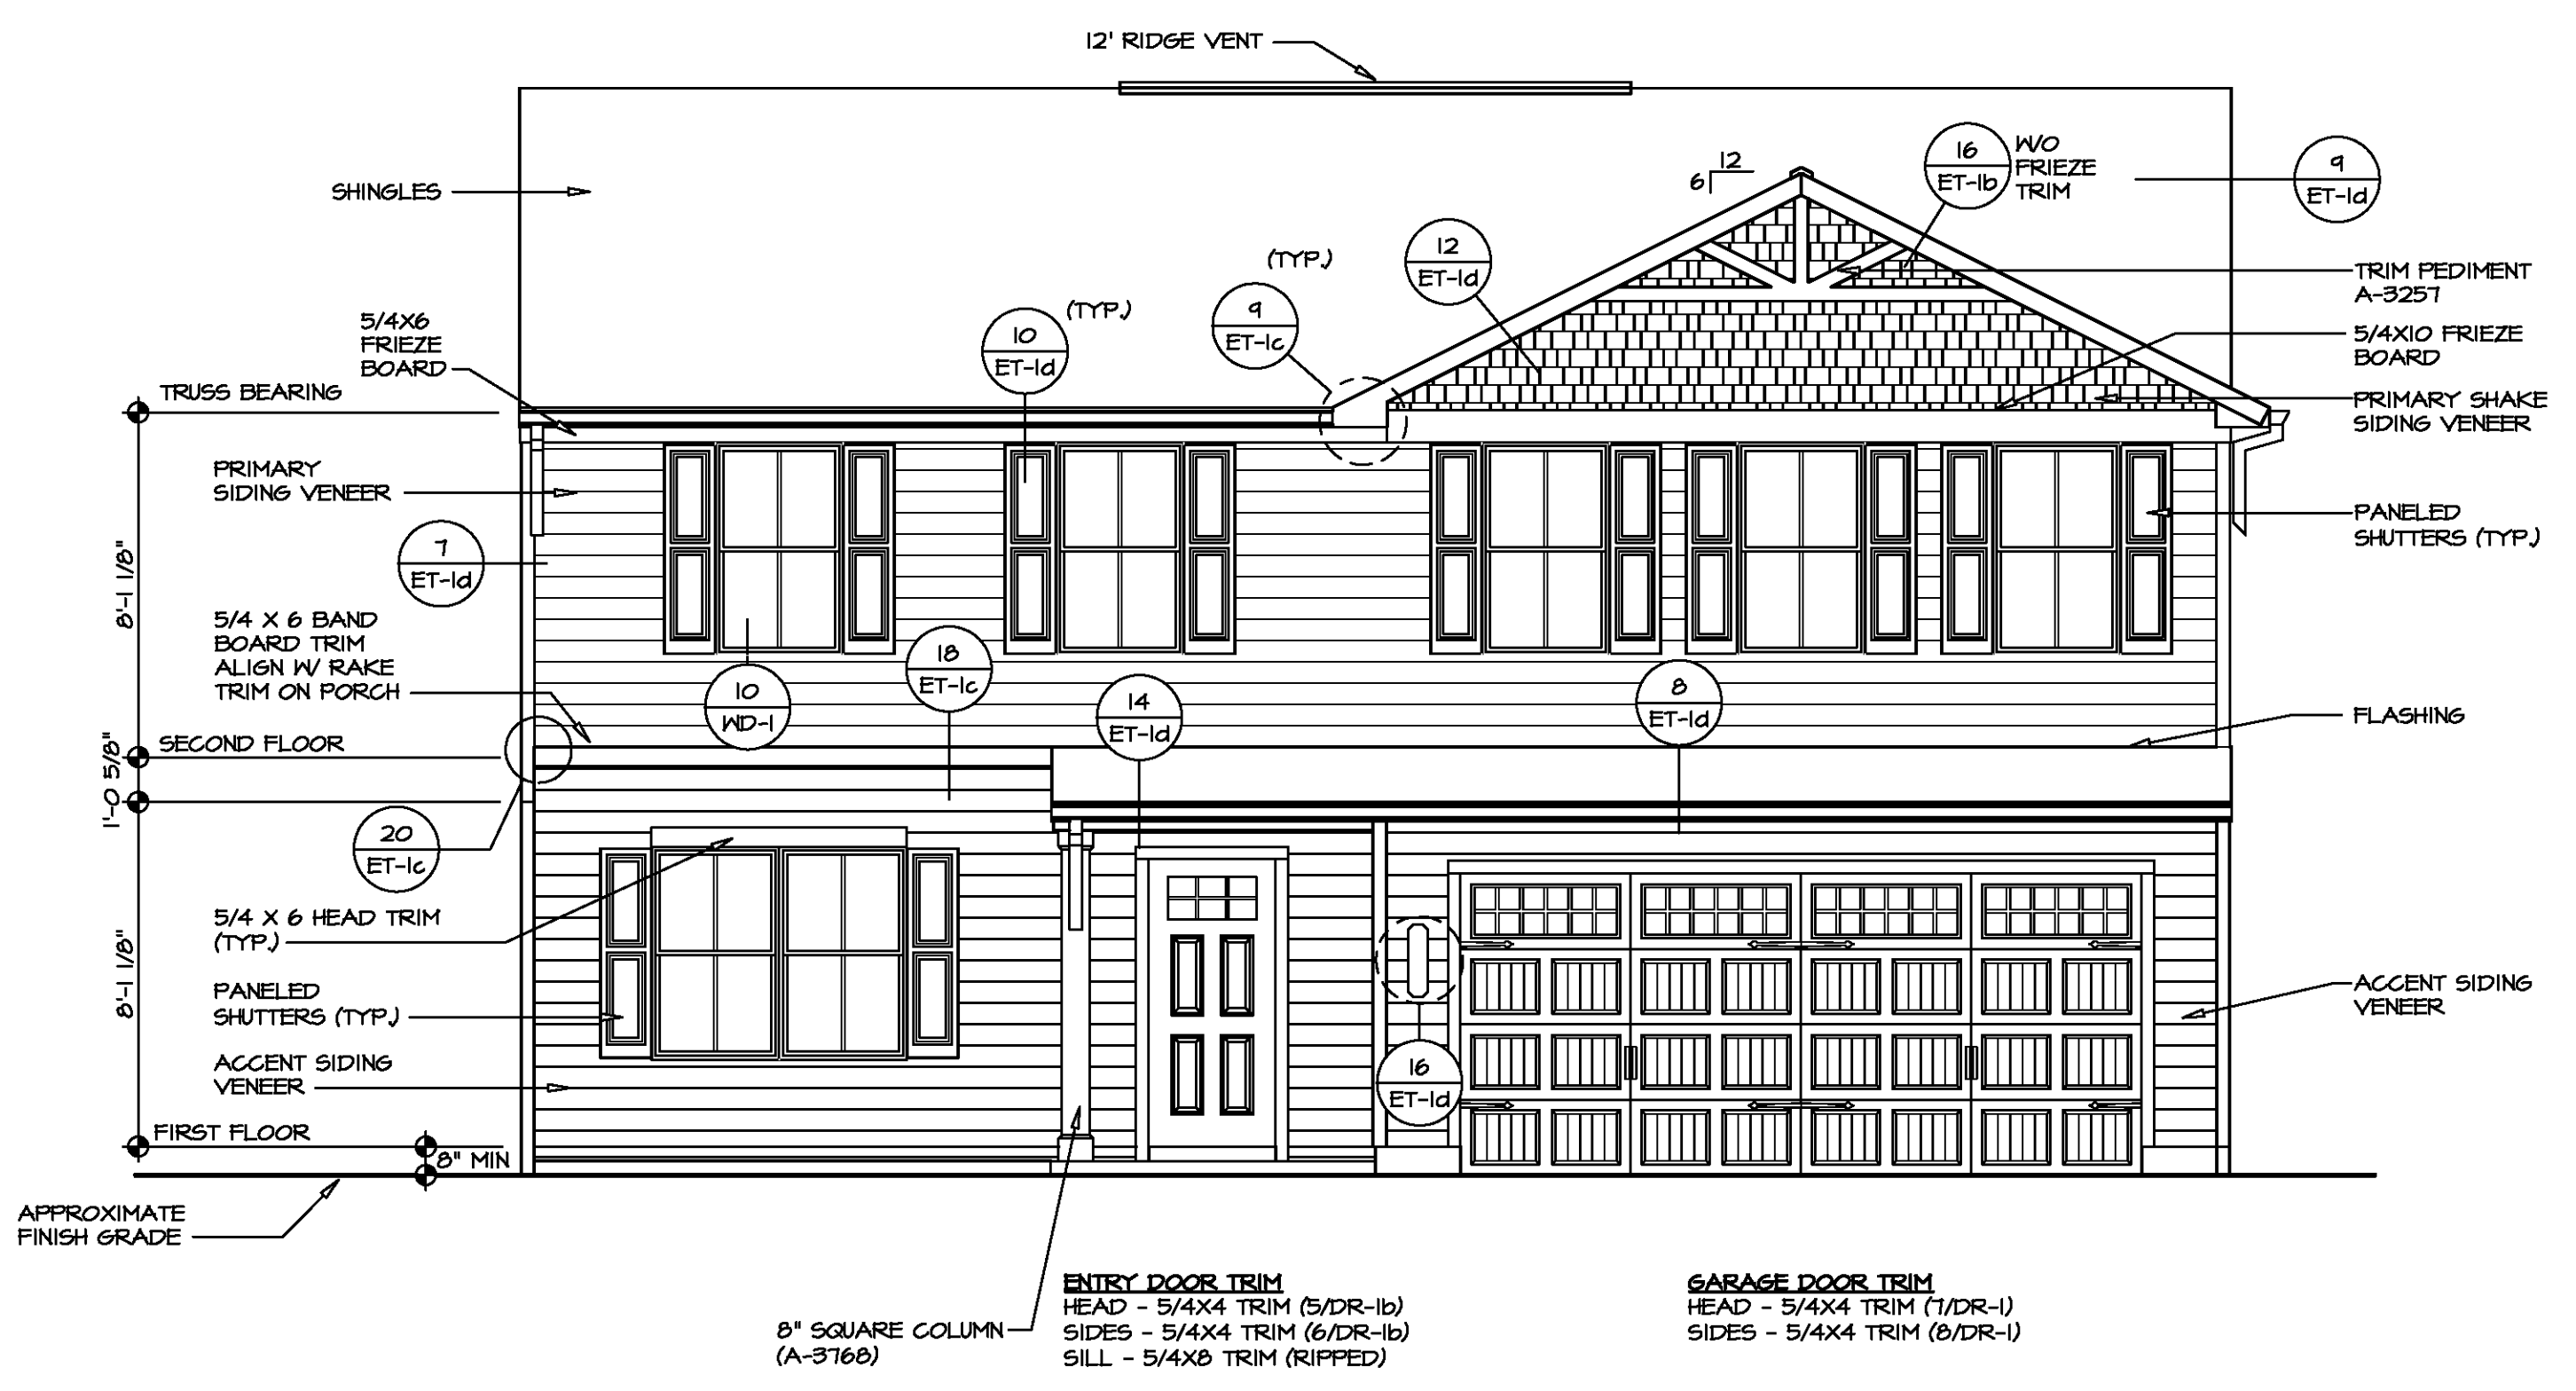 12' RIDGE VENT
SHINGLES
6
12
16
ET-1b
W/O
FRIEZE
TRIM
9
ET-1d
12
ET-1d
(TYP.)
9
ET-1c
10
ET-1d
(TYP.)
TRIM PEDIMENT
A-3257
5/4X6
FRIEZE
BOARD
5/4X10 FRIEZE
BOARD
TRUSS BEARING
PRIMARY SHAKE
SIDING VENEER
PRIMARY
SIDING VENEER
PANELED
SHUTTERS (TYP.)
7
ET-1d
8'-1 1/8"
5/4 X 6 BAND
BOARD TRIM
ALIGN W/ RAKE
TRIM ON PORCH
10
WD-1
18
ET-1c
14
ET-1d
8
ET-1d
FLASHING
SECOND FLOOR
1'-0 5/8"
20
ET-1c
5/4 X 6 HEAD TRIM
(TYP.)
8'-1 1/8"
PANELED
SHUTTERS (TYP.)
ACCENT SIDING
VENEER
ACCENT SIDING
VENEER
16
ET-1d
FIRST FLOOR
8" MIN
APPROXIMATE
FINISH GRADE
8" SQUARE COLUMN
(A-3768)
ENTRY DOOR TRIM
HEAD - 5/4X4 TRIM (5/DR-1b)
SIDES - 5/4X4 TRIM (6/DR-1b)
SILL - 5/4X8 TRIM (RIPPED)
GARAGE DOOR TRIM
HEAD - 5/4X4 TRIM (7/DR-1)
SIDES - 5/4X4 TRIM (8/DR-1)